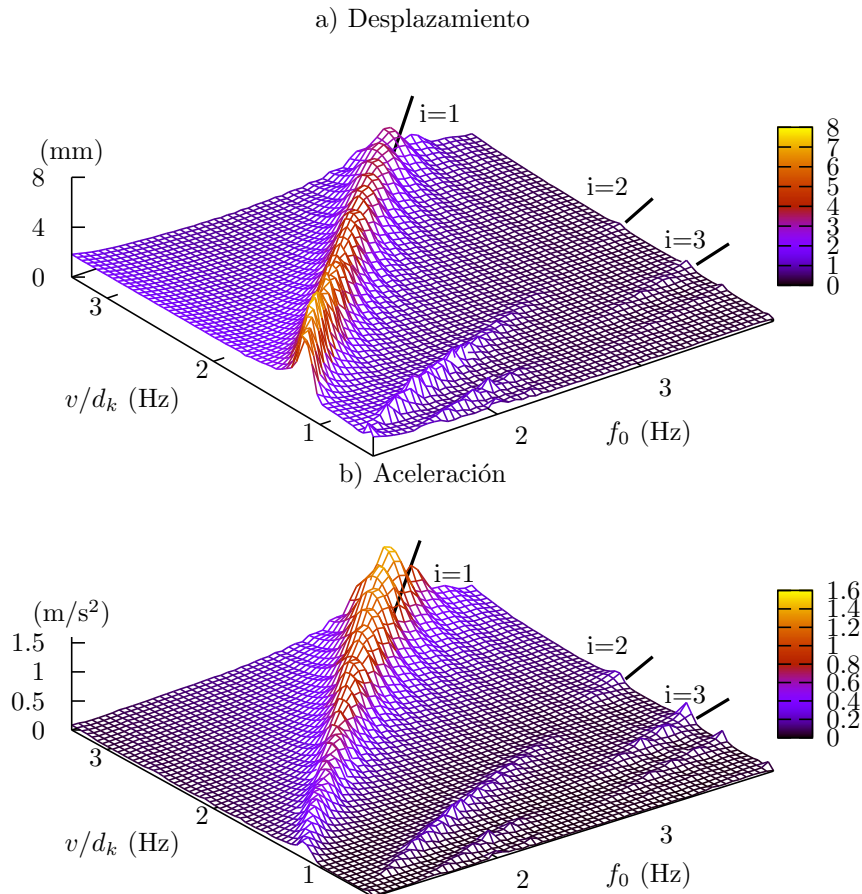 a) Desplazamiento
i=1
(mm)
8
4
0
3
2
1
v/d_k (Hz)
2
3
f_0 (Hz)
i=2
i=3
8
7
6
5
4
3
2
1
0
b) Aceleración
i=1
(m/s²)
1.5
1
0.5
0
3
2
1
v/d_k (Hz)
2
3
f_0 (Hz)
i=2
i=3
1.6
1.4
1.2
1
0.8
0.6
0.4
0.2
0